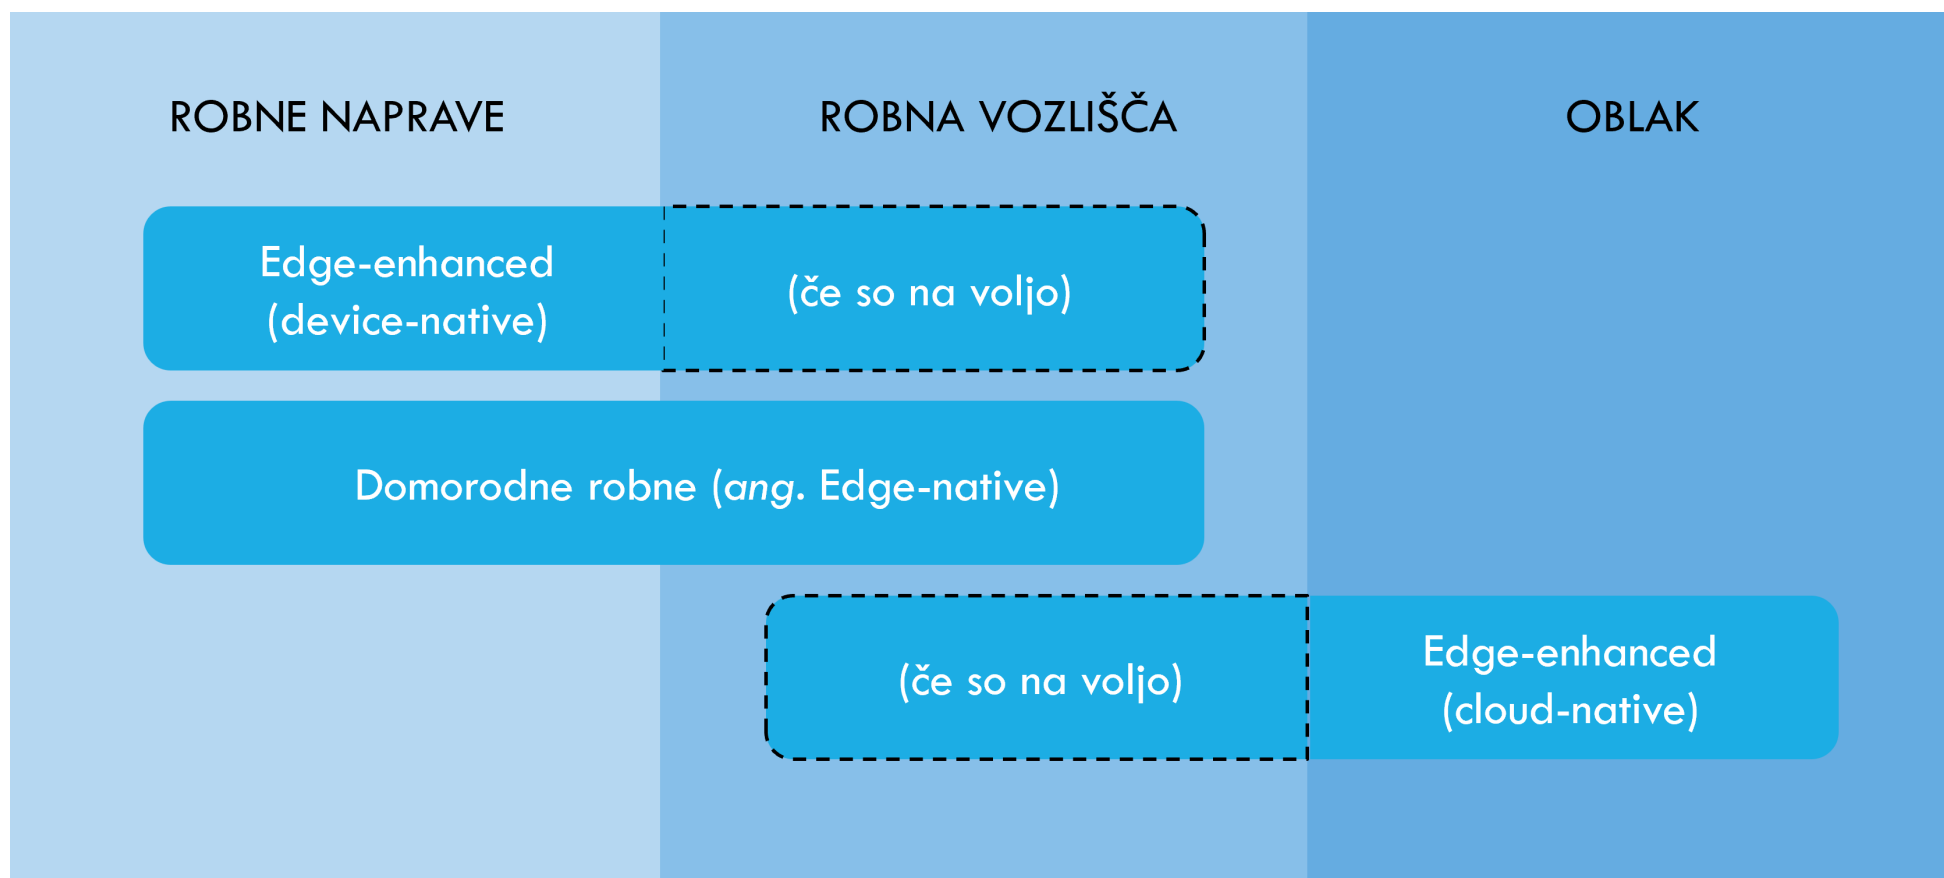 ROBNE NAPRAVE
ROBNA VOZLIŠČA
OBLAK
Edge-enhanced
(device-native)
(če so na voljo)
Domorodne robne (ang. Edge-native)
(če so na voljo)
Edge-enhanced
(cloud-native)